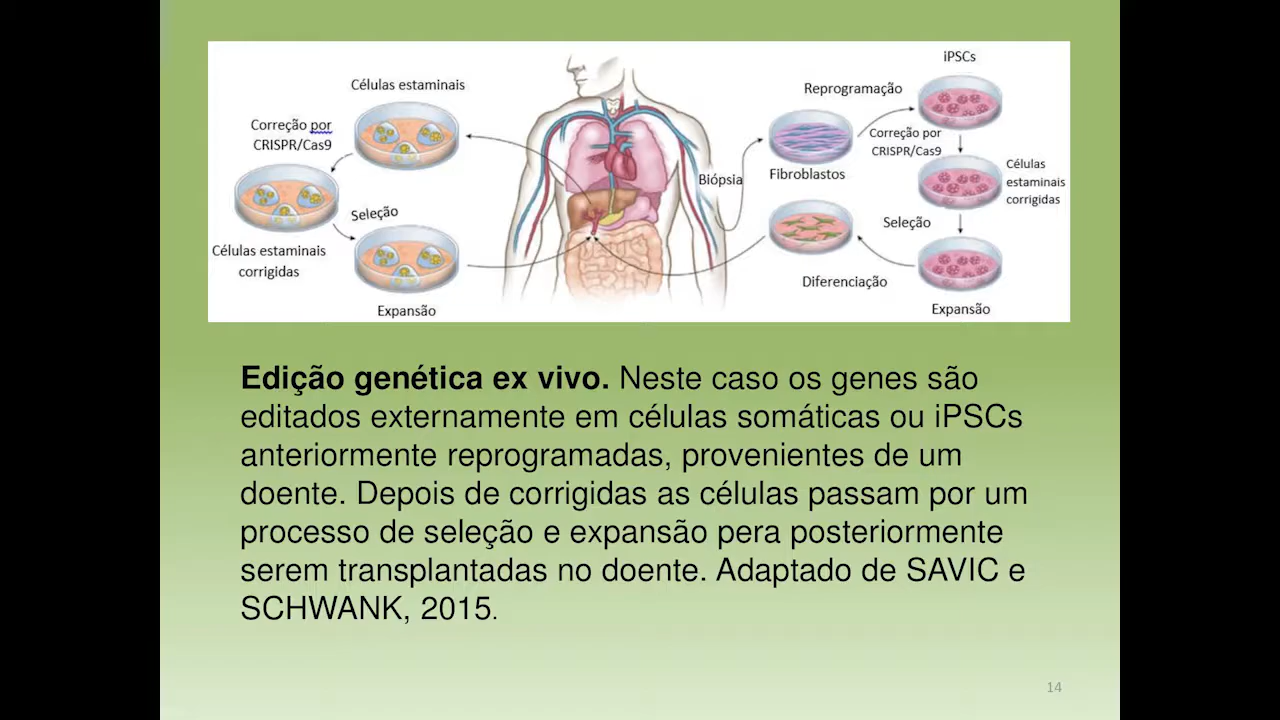 Células estaminais
Correção por
CRISPR/Cas9
Seleção
Células estaminais
corrigidas
Expansão
iPSCs
Reprogramação
Correção por
CRISPR/Cas9
Biópsia
Fibroblastos
Células
estaminais
corrigidas
Seleção
Diferenciação
Expansão
Edição genética ex vivo. Neste caso os genes são
editados externamente em células somáticas ou iPSCs
anteriormente reprogramadas, provenientes de um
doente. Depois de corrigidas as células passam por um
processo de seleção e expansão pera posteriormente
serem transplantadas no doente. Adaptado de SAVIC e
SCHWANK, 2015.
14